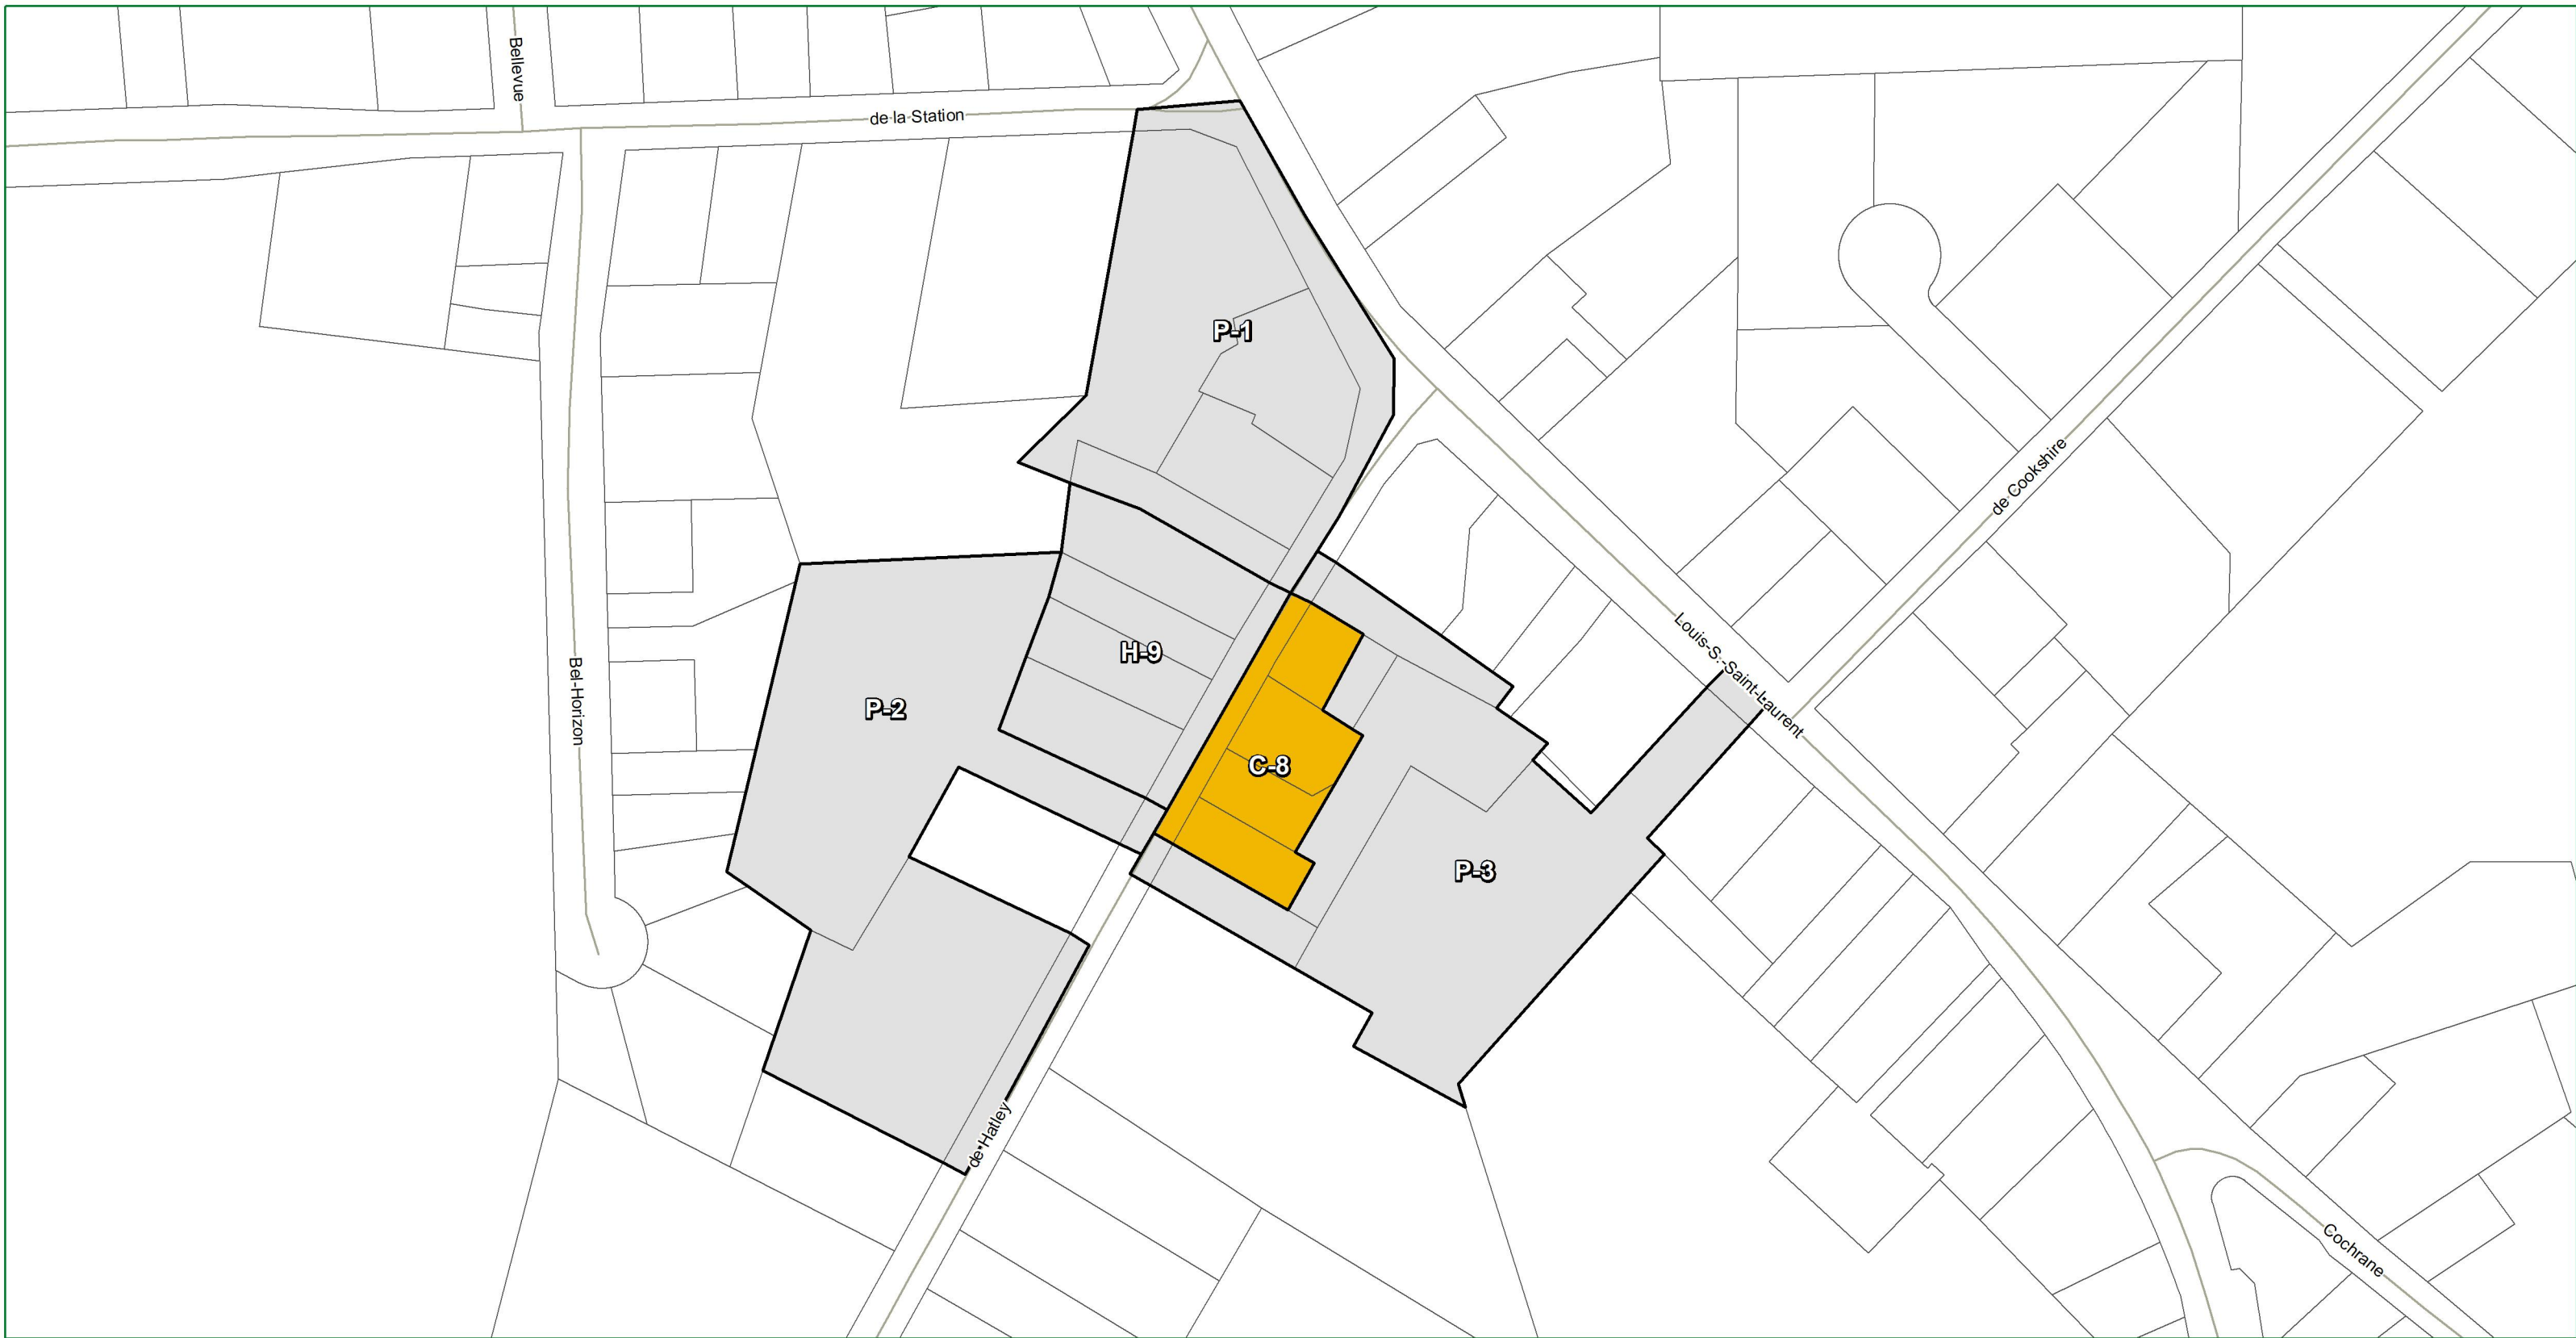 Bellevue
de la Station
P-1
de Cookshire
H-9
Louis-S.-Saint-Laurent
Bel-Horizon
P-2
C-8
P-3
de Hatley
Cochrane